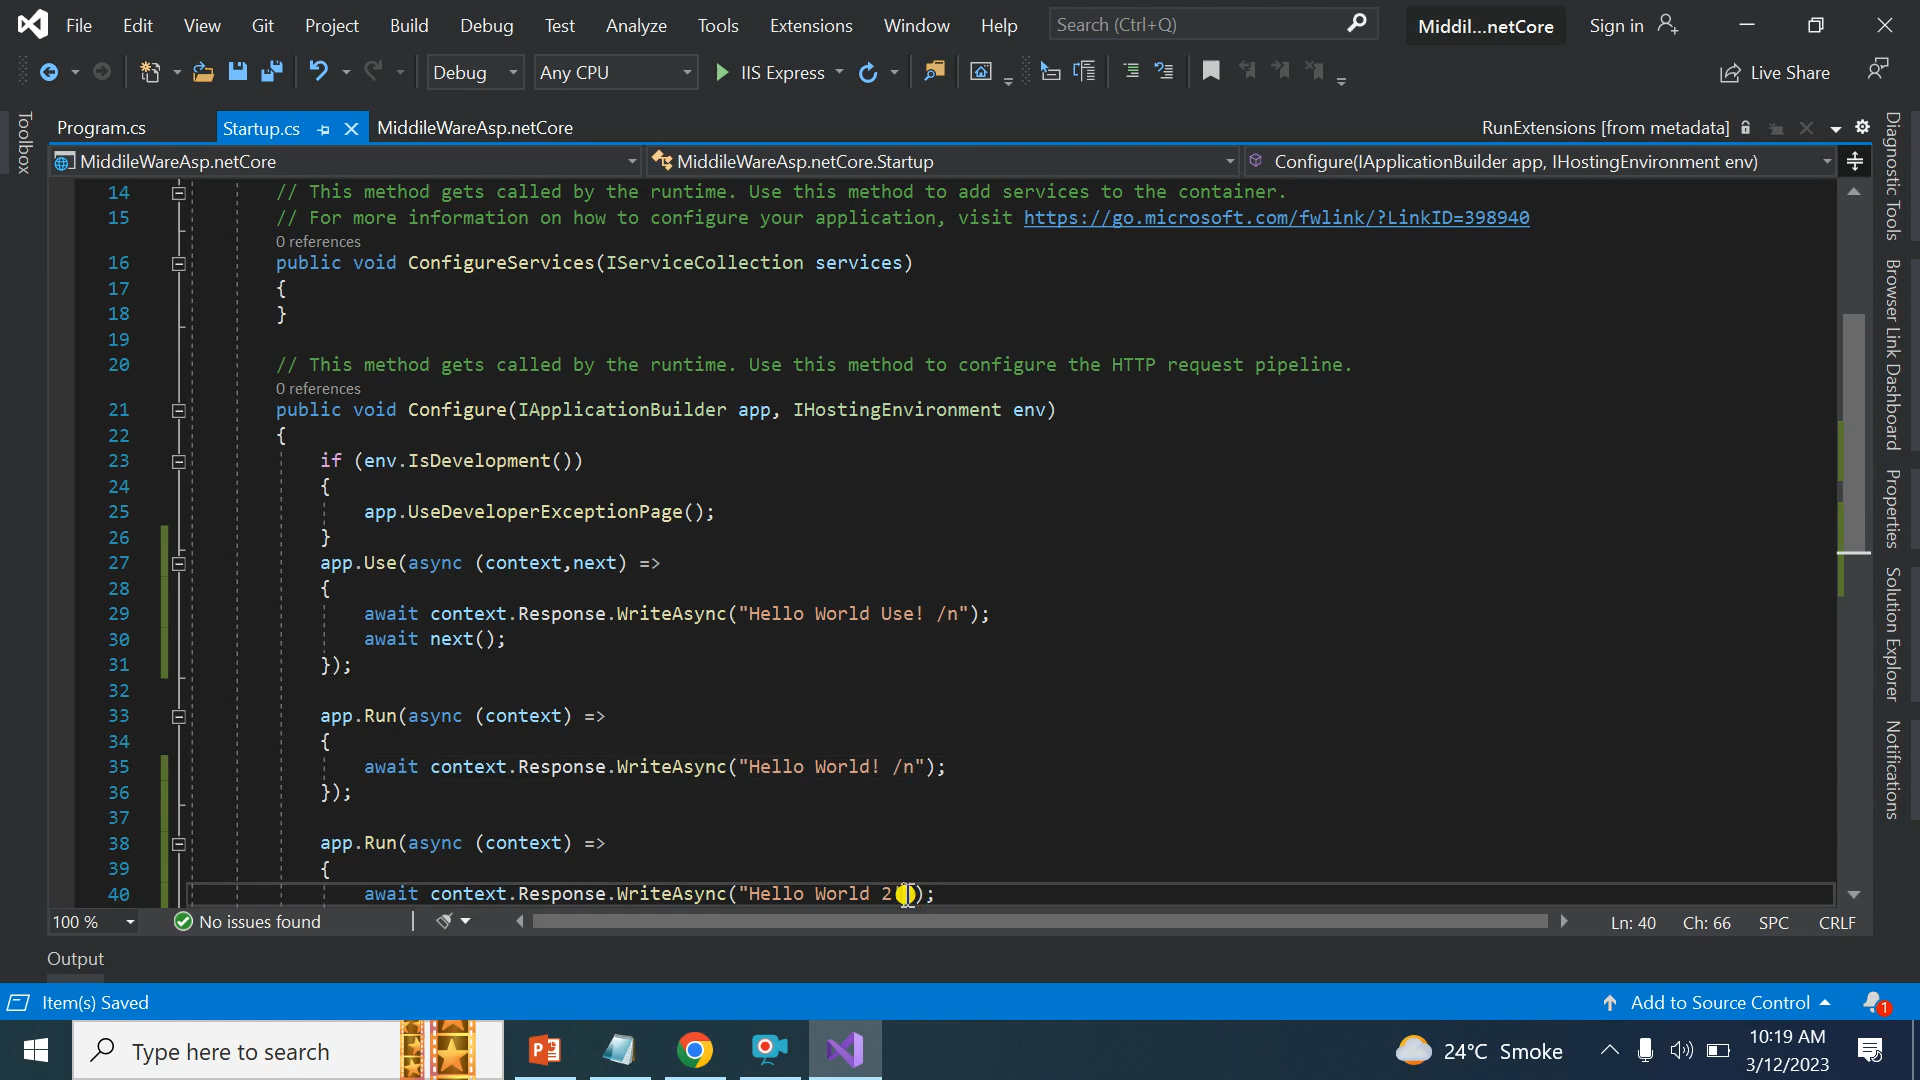 File Edit View Git Project Build Debug Test Analyze Tools Extensions Window Help Search (Ctrl+Q) Middil...netCore Sign in
Debug Any CPU IIS Express Live Share
Program.cs Startup.cs MiddileWareAsp.netCore RunExtensions [from metadata]
MiddileWareAsp.netCore MiddileWareAsp.netCore.Startup Configure(IApplicationBuilder app, IHostingEnvironment env)
14 // This method gets called by the runtime. Use this method to add services to the container.
15 // For more information on how to configure your application, visit https://go.microsoft.com/fwlink/?LinkID=398940
0 references
16 public void ConfigureServices(IServiceCollection services)
17 {
18 }
19
20 // This method gets called by the runtime. Use this method to configure the HTTP request pipeline.
0 references
21 public void Configure(IApplicationBuilder app, IHostingEnvironment env)
22 {
23 if (env.IsDevelopment())
24 {
25 app.UseDeveloperExceptionPage();
26 }
27 app.Use(async (context,next) =>
28 {
29 await context.Response.WriteAsync("Hello World Use! /n");
30 await next();
31 });
32
33 app.Run(async (context) =>
34 {
35 await context.Response.WriteAsync("Hello World! /n");
36 });
37
38 app.Run(async (context) =>
39 {
40 await context.Response.WriteAsync("Hello World 2 );
100 % No issues found Ln: 40 Ch: 66 SPC CRLF
Output
Item(s) Saved Add to Source Control 1
Type here to search 24°C Smoke 10:19 AM
3/12/2023
Toolbox
Diagnostic Tools
Browser Link Dashboard
Properties
Solution Explorer
Notifications